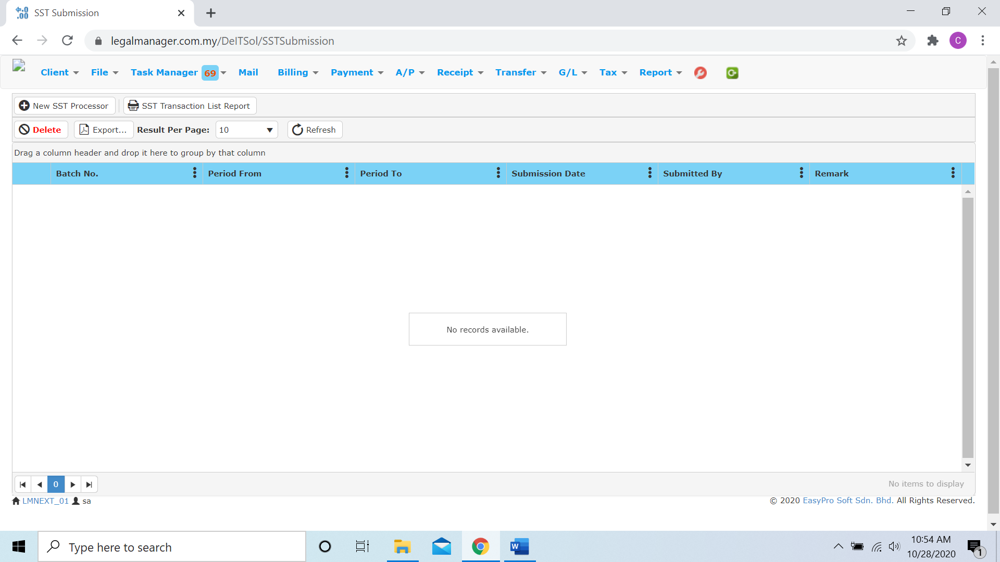 SST Submission
legalmanager.com.my/DeITSol/SSTSubmission
C
Client File Task Manager 69 Mail Billing Payment A/P Receipt Transfer G/L Tax Report
New SST Processor SST Transaction List Report
Delete Export... Result Per Page: 10 Refresh
Drag a column header and drop it here to group by that column
Batch No. Period From Period To Submission Date Submitted By Remark
No records available.
0 No items to display
LMNEXT_01 sa © 2020 EasyPro Soft Sdn. Bhd. All Rights Reserved.
Type here to search
W
10:54 AM
10/28/2020
1